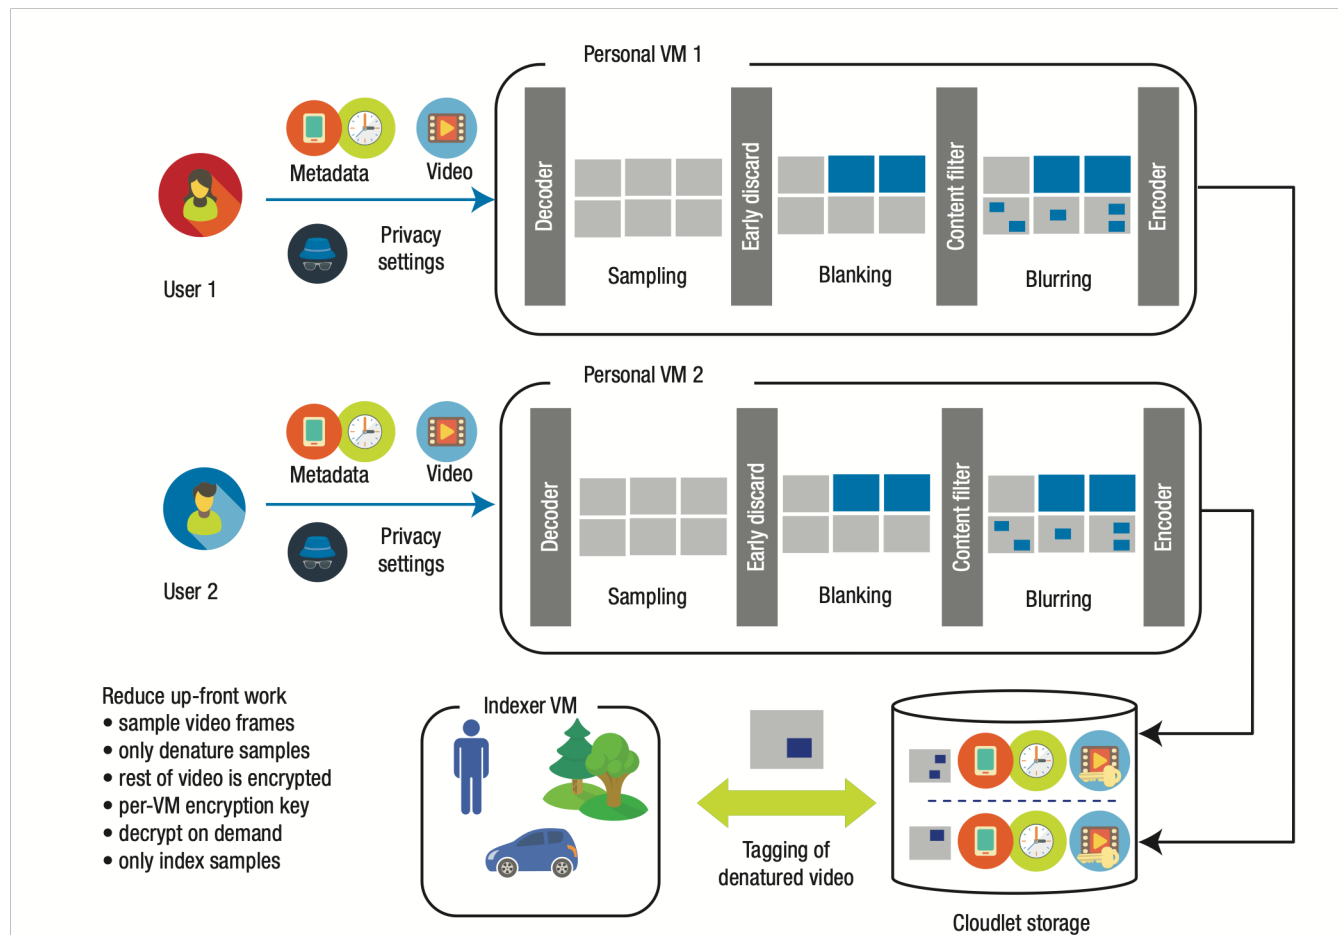 Personal VM 1
Metadata
Video
Privacy
settings
User 1
Decoder
Sampling
Early discard
Blanking
Content filter
Blurring
Encoder
Personal VM 2
Metadata
Video
Privacy
settings
User 2
Decoder
Sampling
Early discard
Blanking
Content filter
Blurring
Encoder
Reduce up-front work
• sample video frames
• only denature samples
• rest of video is encrypted
• per-VM encryption key
• decrypt on demand
• only index samples
Indexer VM
Tagging of
denatured video
Cloudlet storage